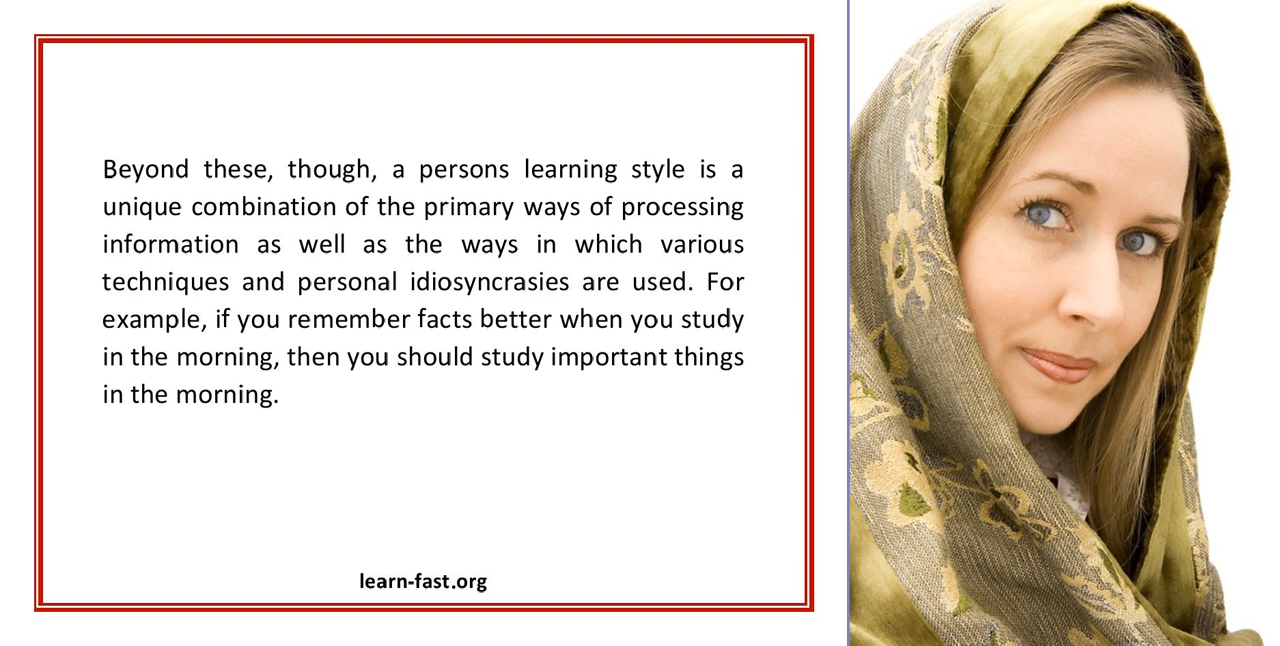 Beyond these, though, a persons learning style is a
unique combination of the primary ways of processing
information as well as the ways in which various
techniques and personal idiosyncrasies are used. For
example, if you remember facts better when you study
in the morning, then you should study important things
in the morning.
learn-fast.org